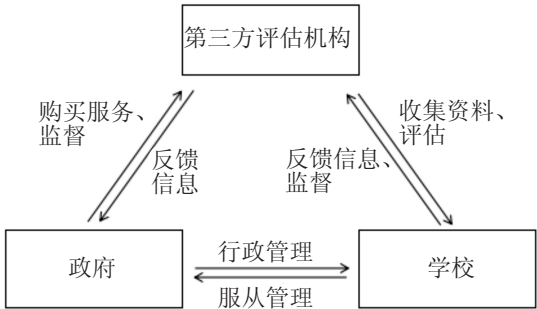 第三方评估机构
购买服务、
监督
收集资料、
评估
反馈
信息
反馈信息、
监督
政府
行政管理
服从管理
学校